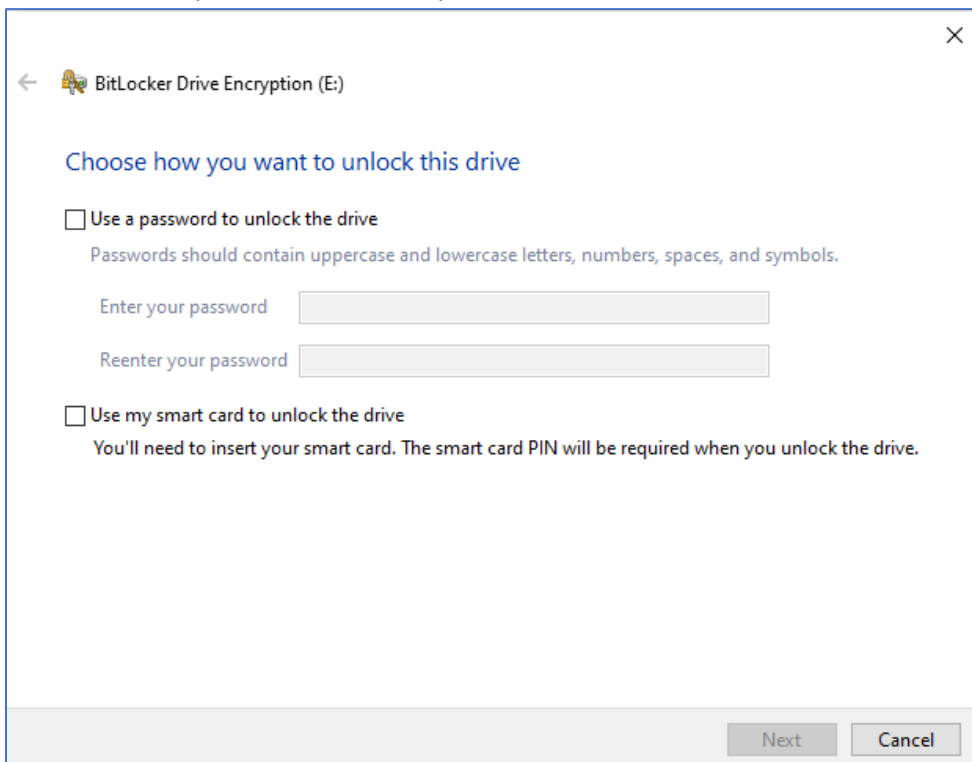 BitLocker Drive Encryption (E:)
Choose how you want to unlock this drive
Use a password to unlock the drive
Passwords should contain uppercase and lowercase letters, numbers, spaces, and symbols.
Enter your password
Reenter your password
Use my smart card to unlock the drive
You'll need to insert your smart card. The smart card PIN will be required when you unlock the drive.
Next Cancel